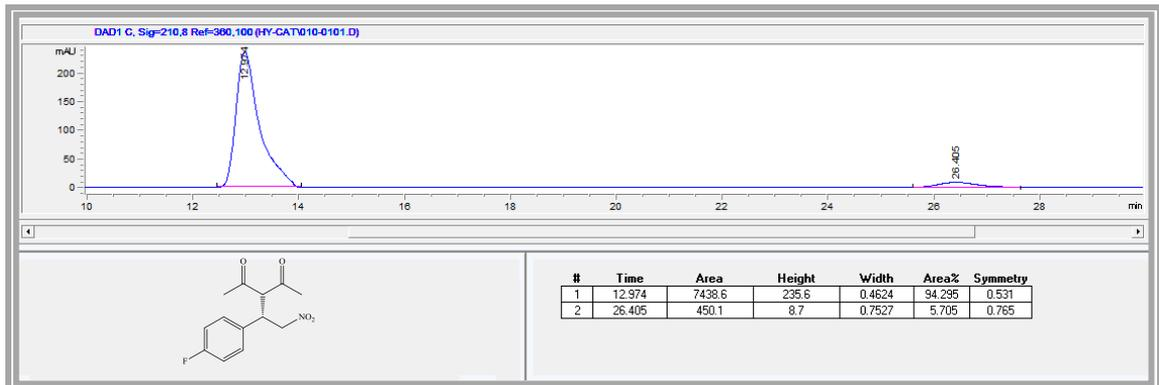 DAD1 C, Sig=210,8 Ref=360,100 (HY-CAT\010-0101.D)
mAU
200
150
100
50
0
12.974
26.405
10 12 14 16 18 20 22 24 26 28 min
O O
NO2
F
# Time Area Height Width Area% Symmetry
1 12.974 7438.6 235.6 0.4624 94.295 0.531
2 26.405 450.1 8.7 0.7527 5.705 0.765